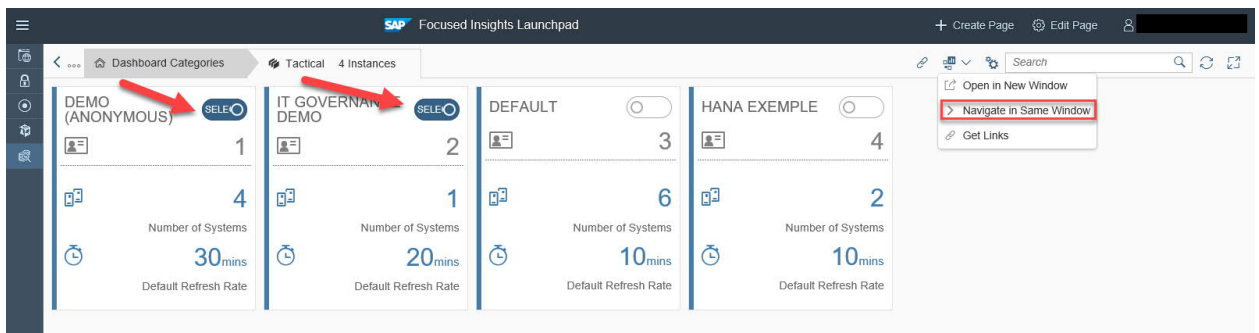 SAP Focused Insights Launchpad
Create Page
Edit Page
Dashboard Categories
Tactical 4 Instances
Search
Open in New Window
Navigate in Same Window
Get Links
DEMO
(ANONYMOUS)
SELE
1
4
Number of Systems
30mins
Default Refresh Rate
IT GOVERNANCE
DEMO
SELE
2
1
Number of Systems
20mins
Default Refresh Rate
DEFAULT
3
6
Number of Systems
10mins
Default Refresh Rate
HANA EXEMPLE
4
2
Number of Systems
10mins
Default Refresh Rate